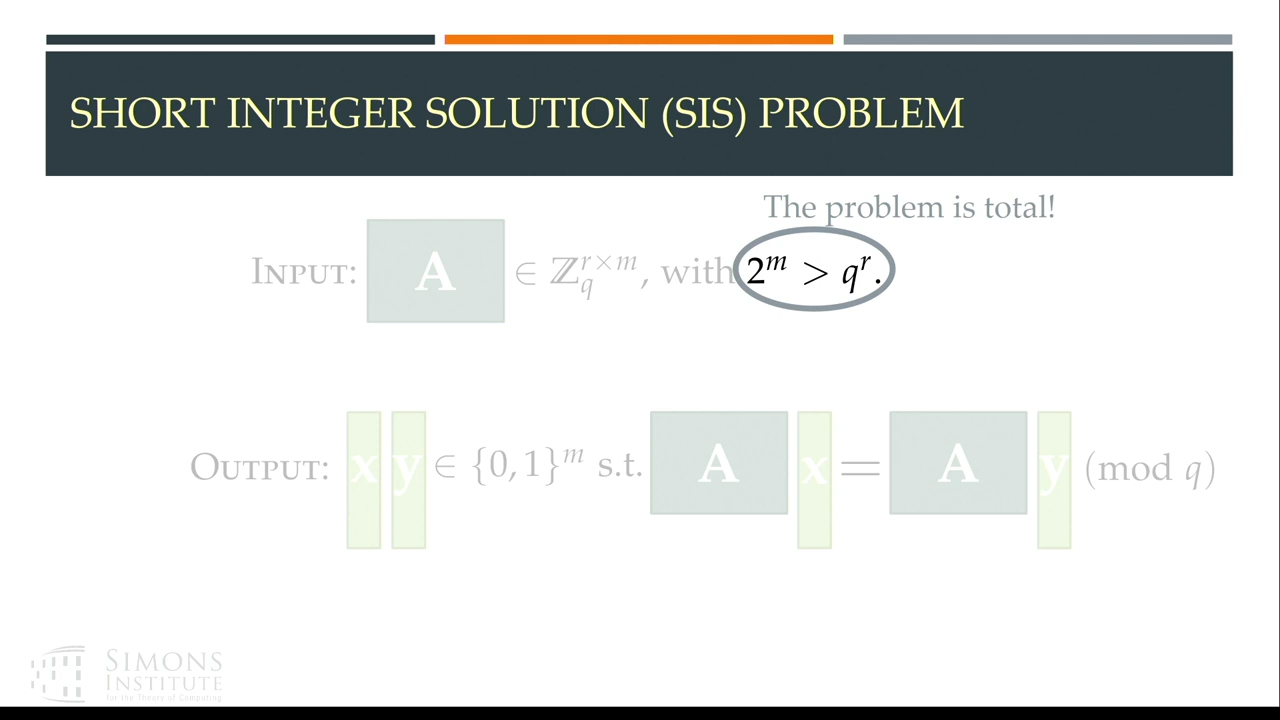 SHORT INTEGER SOLUTION (SIS) PROBLEM
The problem is total!
INPUT: A ∈ ℤ_q^{r×m}, with 2^m > q^r.
OUTPUT: x y ∈ {0, 1}^m s.t. A x = A y (mod q)
SIMONS
INSTITUTE
for the Theory of Computing